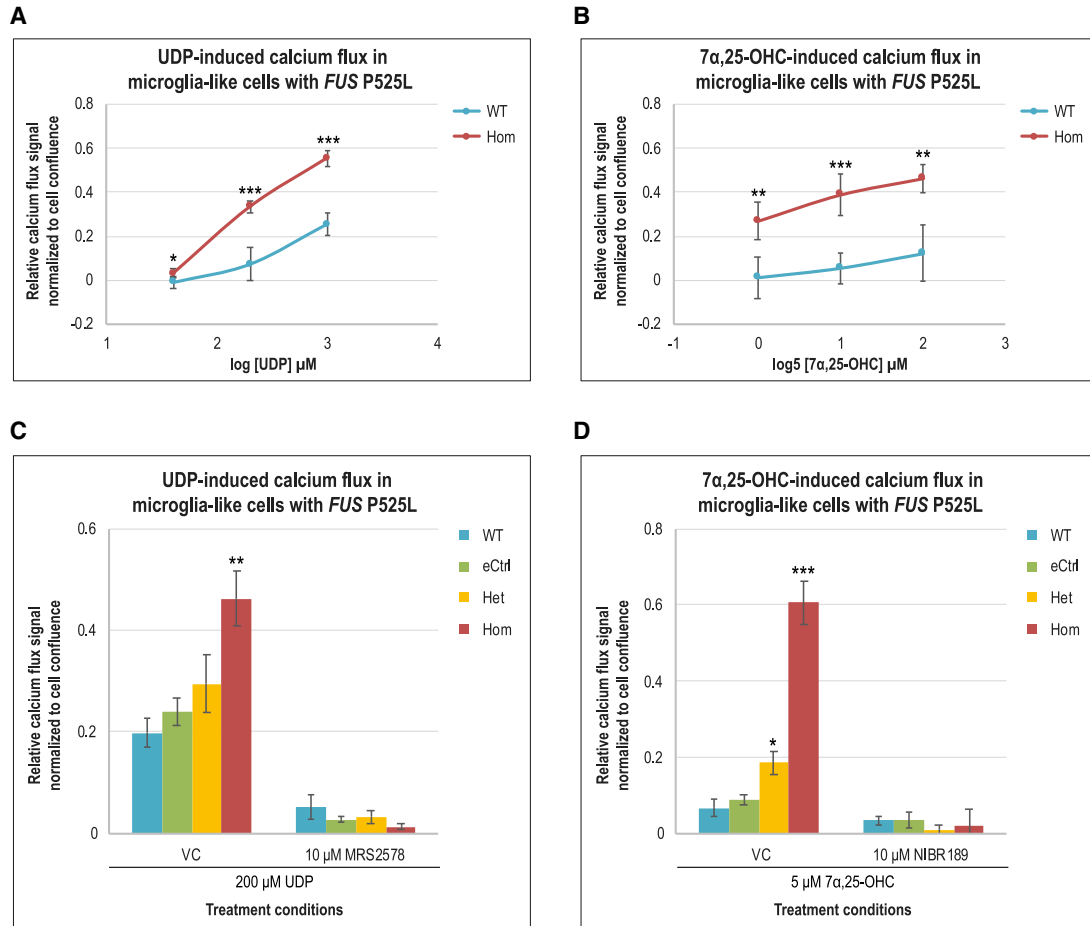 A
UDP-induced calcium flux in
microglia-like cells with FUS P525L
Relative calcium flux signal
normalized to cell confluence
0.8
0.6
0.4
0.2
0
-0.2
*
***
***
WT
Hom
1
2
3
4
log [UDP] µM
B
7α,25-OHC-induced calcium flux in
microglia-like cells with FUS P525L
Relative calcium flux signal
normalized to cell confluence
0.8
0.6
0.4
0.2
0
-0.2
**
***
**
WT
Hom
-1
0
1
2
3
log5 [7α,25-OHC] µM
C
UDP-induced calcium flux in
microglia-like cells with FUS P525L
Relative calcium flux signal
normalized to cell confluence
0.6
0.4
0.2
0
**
WT
eCtrl
Het
Hom
VC
10 µM MRS2578
200 µM UDP
Treatment conditions
D
7α,25-OHC-induced calcium flux in
microglia-like cells with FUS P525L
Relative calcium flux signal
normalized to cell confluence
0.8
0.6
0.4
0.2
0
*
***
WT
eCtrl
Het
Hom
VC
10 µM NIBR189
5 µM 7α,25-OHC
Treatment conditions